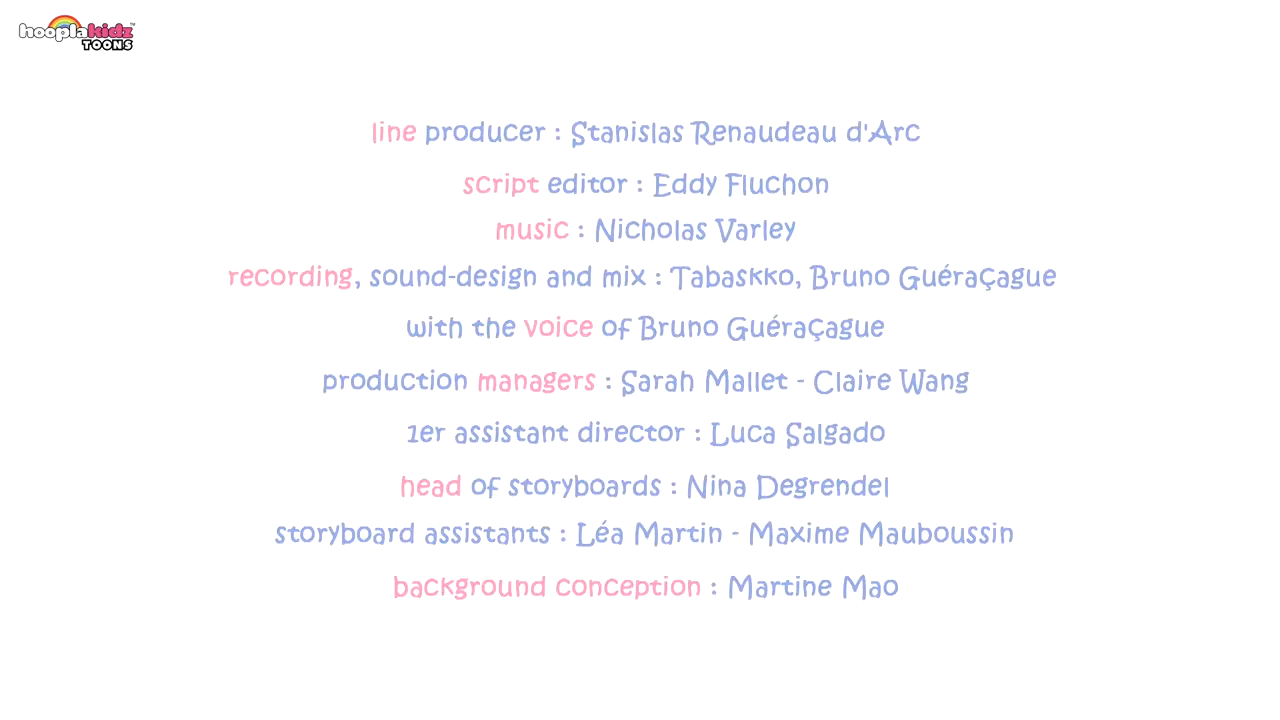 hooplakidz™
TOONS
line producer : Stanislas Renaudeau d'Arc
script editor : Eddy Fluchon
music : Nicholas Varley
recording, sound-design and mix : Tabaskko, Bruno Guéraçague
with the voice of Bruno Guéraçague
production managers : Sarah Mallet - Claire Wang
1er assistant director : Luca Salgado
head of storyboards : Nina Degrendel
storyboard assistants : Léa Martin - Maxime Mauboussin
background conception : Martine Mao